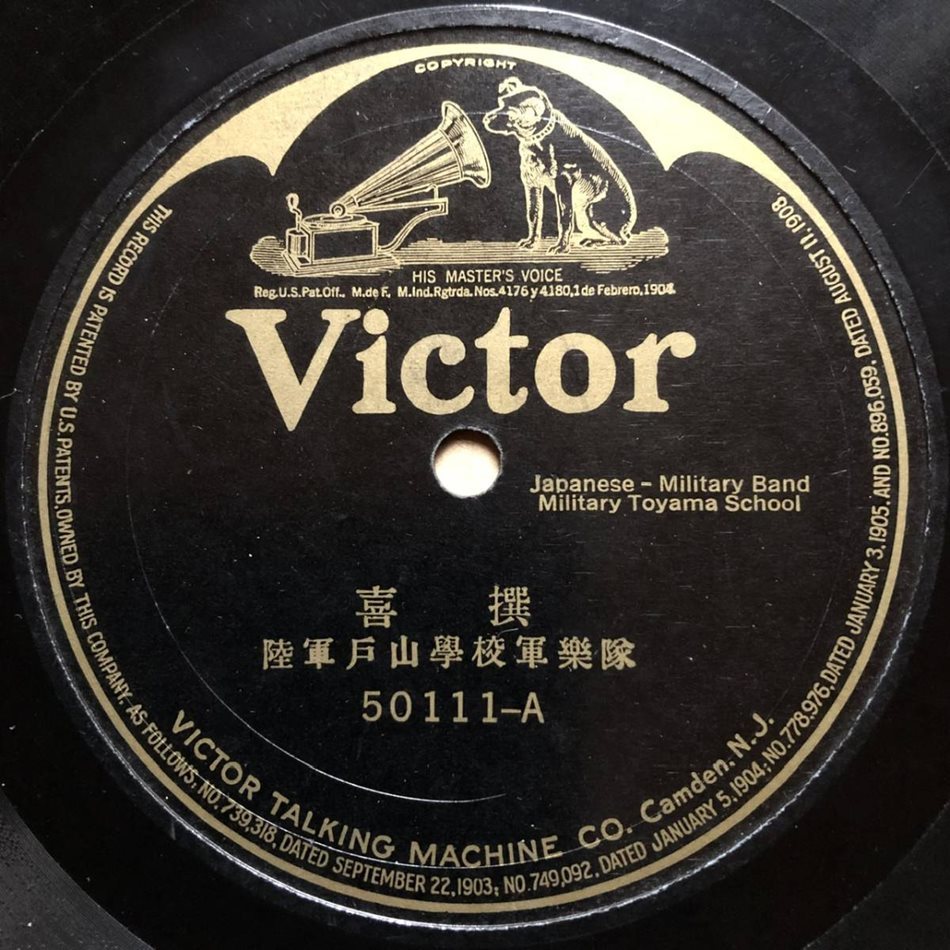 COPYRIGHT
HIS MASTER'S VOICE
Reg.U.S.Pat.Off. M.de F. M.Ind.Rgtrda.Nos.4176 y 4180,1 de Febrero,1904.
Victor
Japanese - Military Band
Military Toyama School
喜撰
陸軍戶山學校軍樂隊
50111-A
VICTOR TALKING MACHINE CO. Camden. N.J.
THIS RECORD IS PATENTED BY U.S. PATENTS, OWNED BY THIS COMPANY, AS FOLLOWS, NO.739,318, DATED SEPTEMBER 22,1903; NO.749,092, DATED JANUARY 5,1904; NO.778,976, DATED JANUARY 3,1905. AND NO.896,059, DATED AUGUST 11,1908.